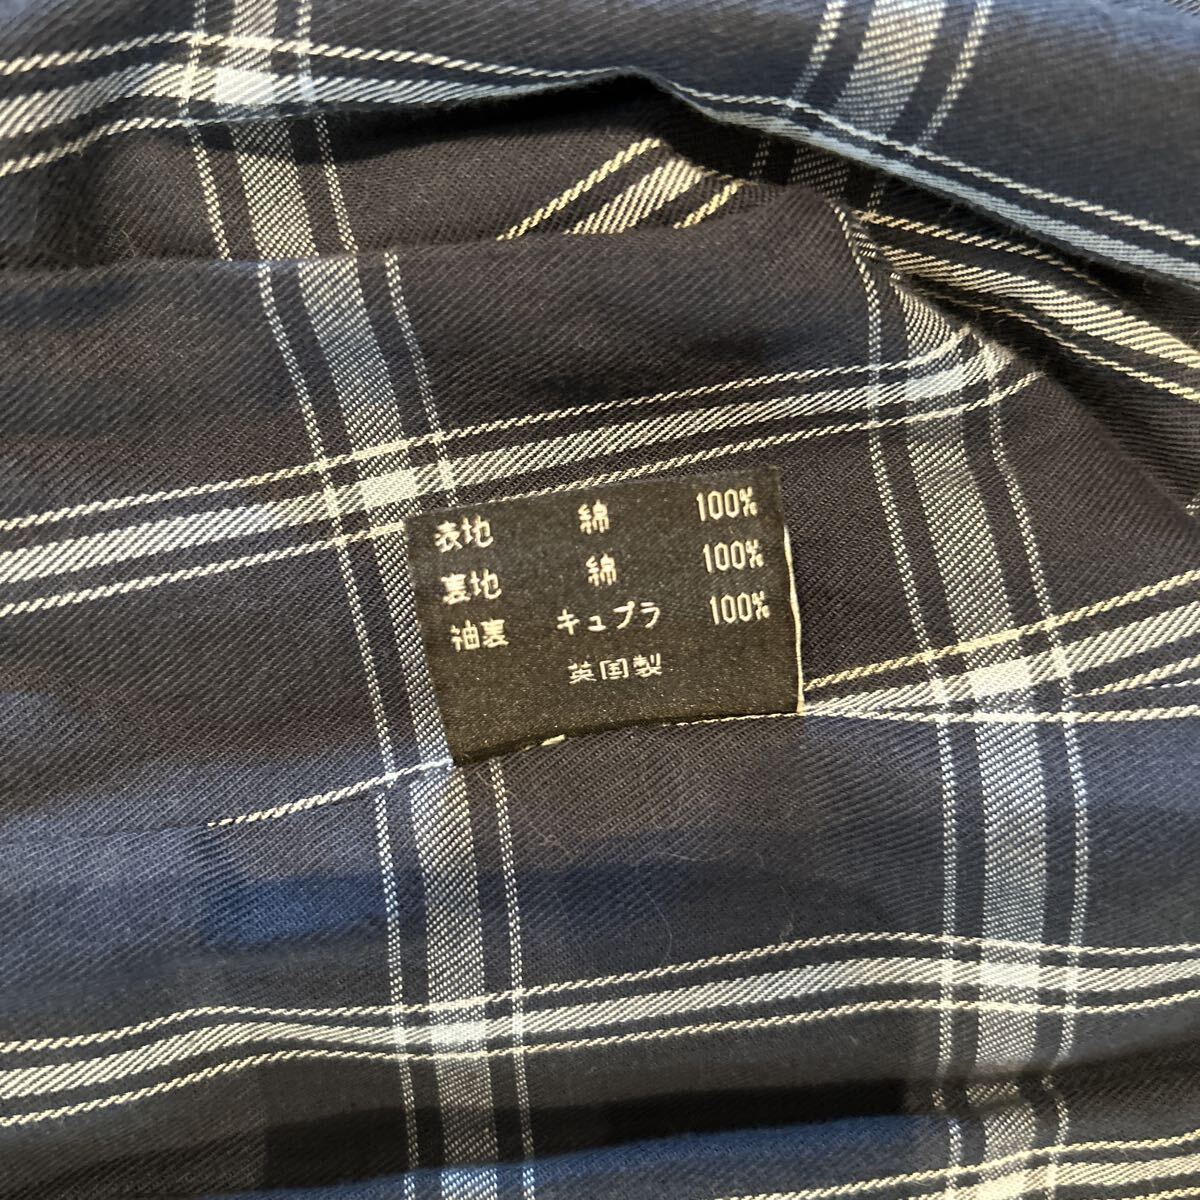 表地 綿 100%
裏地 綿 100%
袖裏 キュプラ 100%
英国製